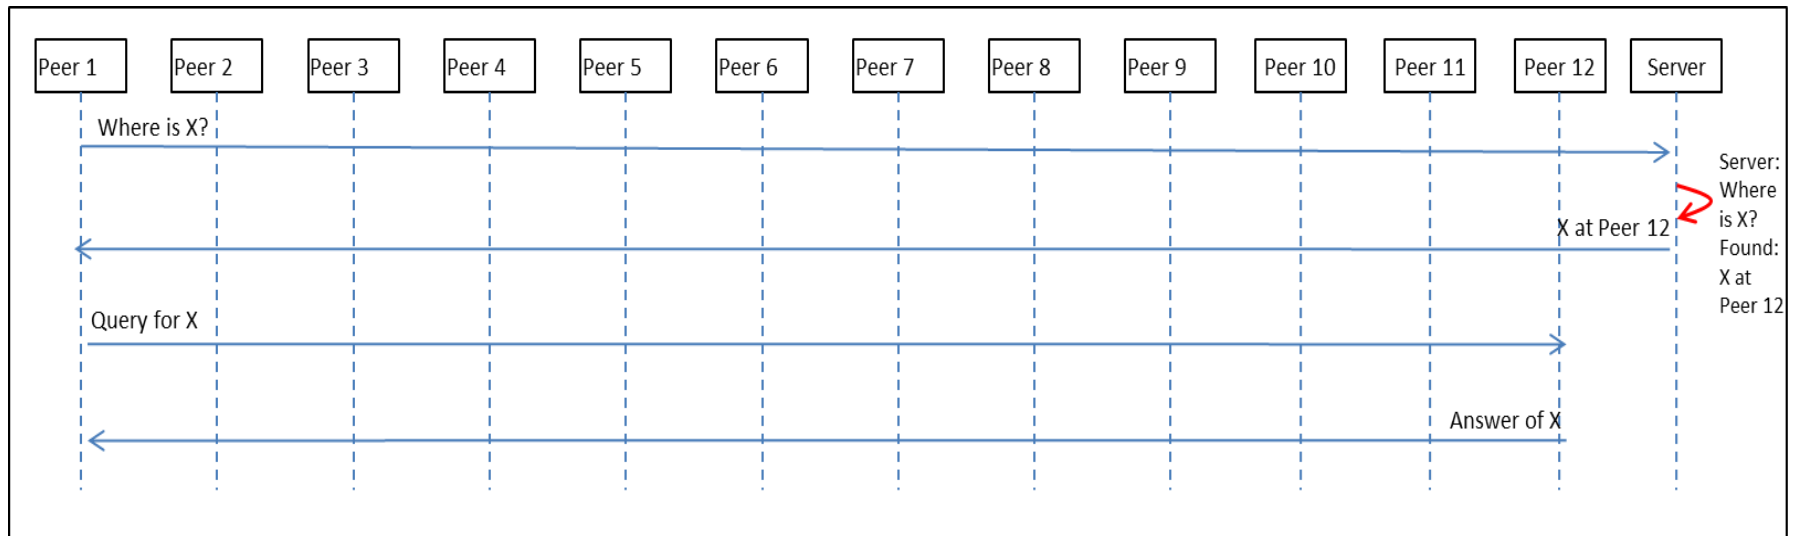 Peer 1
Peer 2
Peer 3
Peer 4
Peer 5
Peer 6
Peer 7
Peer 8
Peer 9
Peer 10
Peer 11
Peer 12
Server
Where is X?
Server:
Where
is X?
Found:
X at
Peer 12
X at Peer 12
Query for X
Answer of X